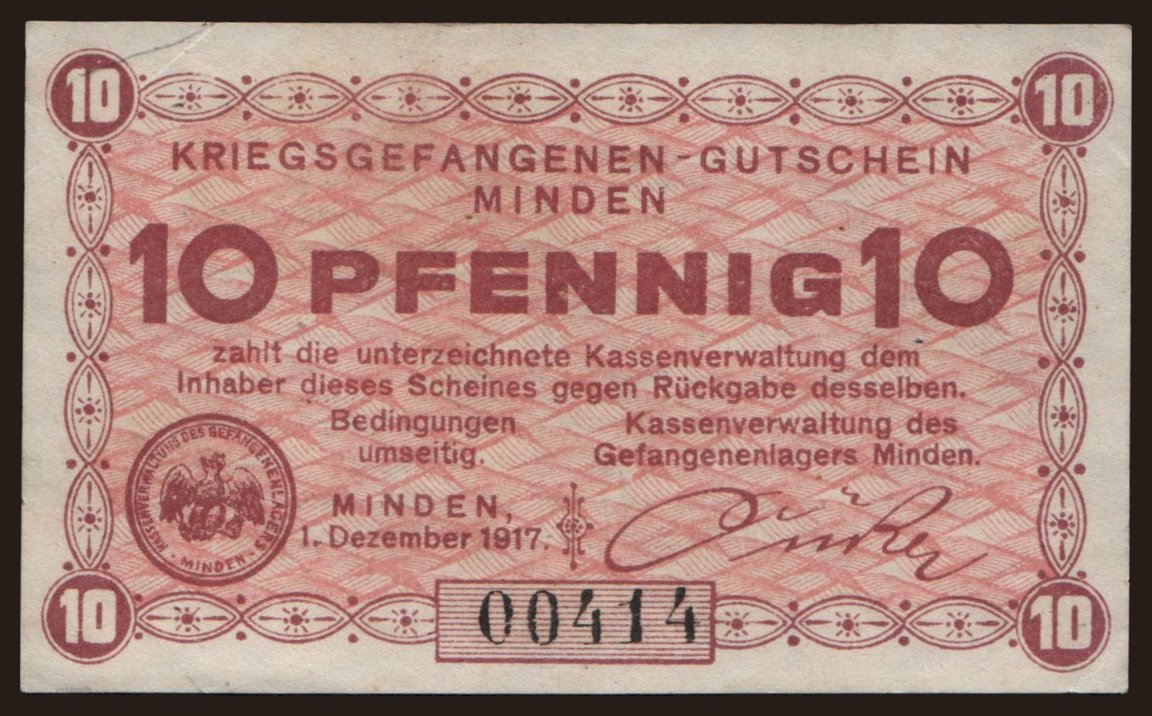 10 10
KRIEGSGEFANGENEN-GUTSCHEIN
MINDEN
10 PFENNIG 10
zahlt die unterzeichnete Kassenverwaltung dem
Inhaber dieses Scheines gegen Rückgabe desselben.
Bedingungen
umseitig.
Kassenverwaltung des
Gefangenenlagers Minden.
KASSENVERWALTUNG DES GEFANGENENLAGERS
MINDEN
MINDEN,
1. Dezember 1917.
00414
10 10